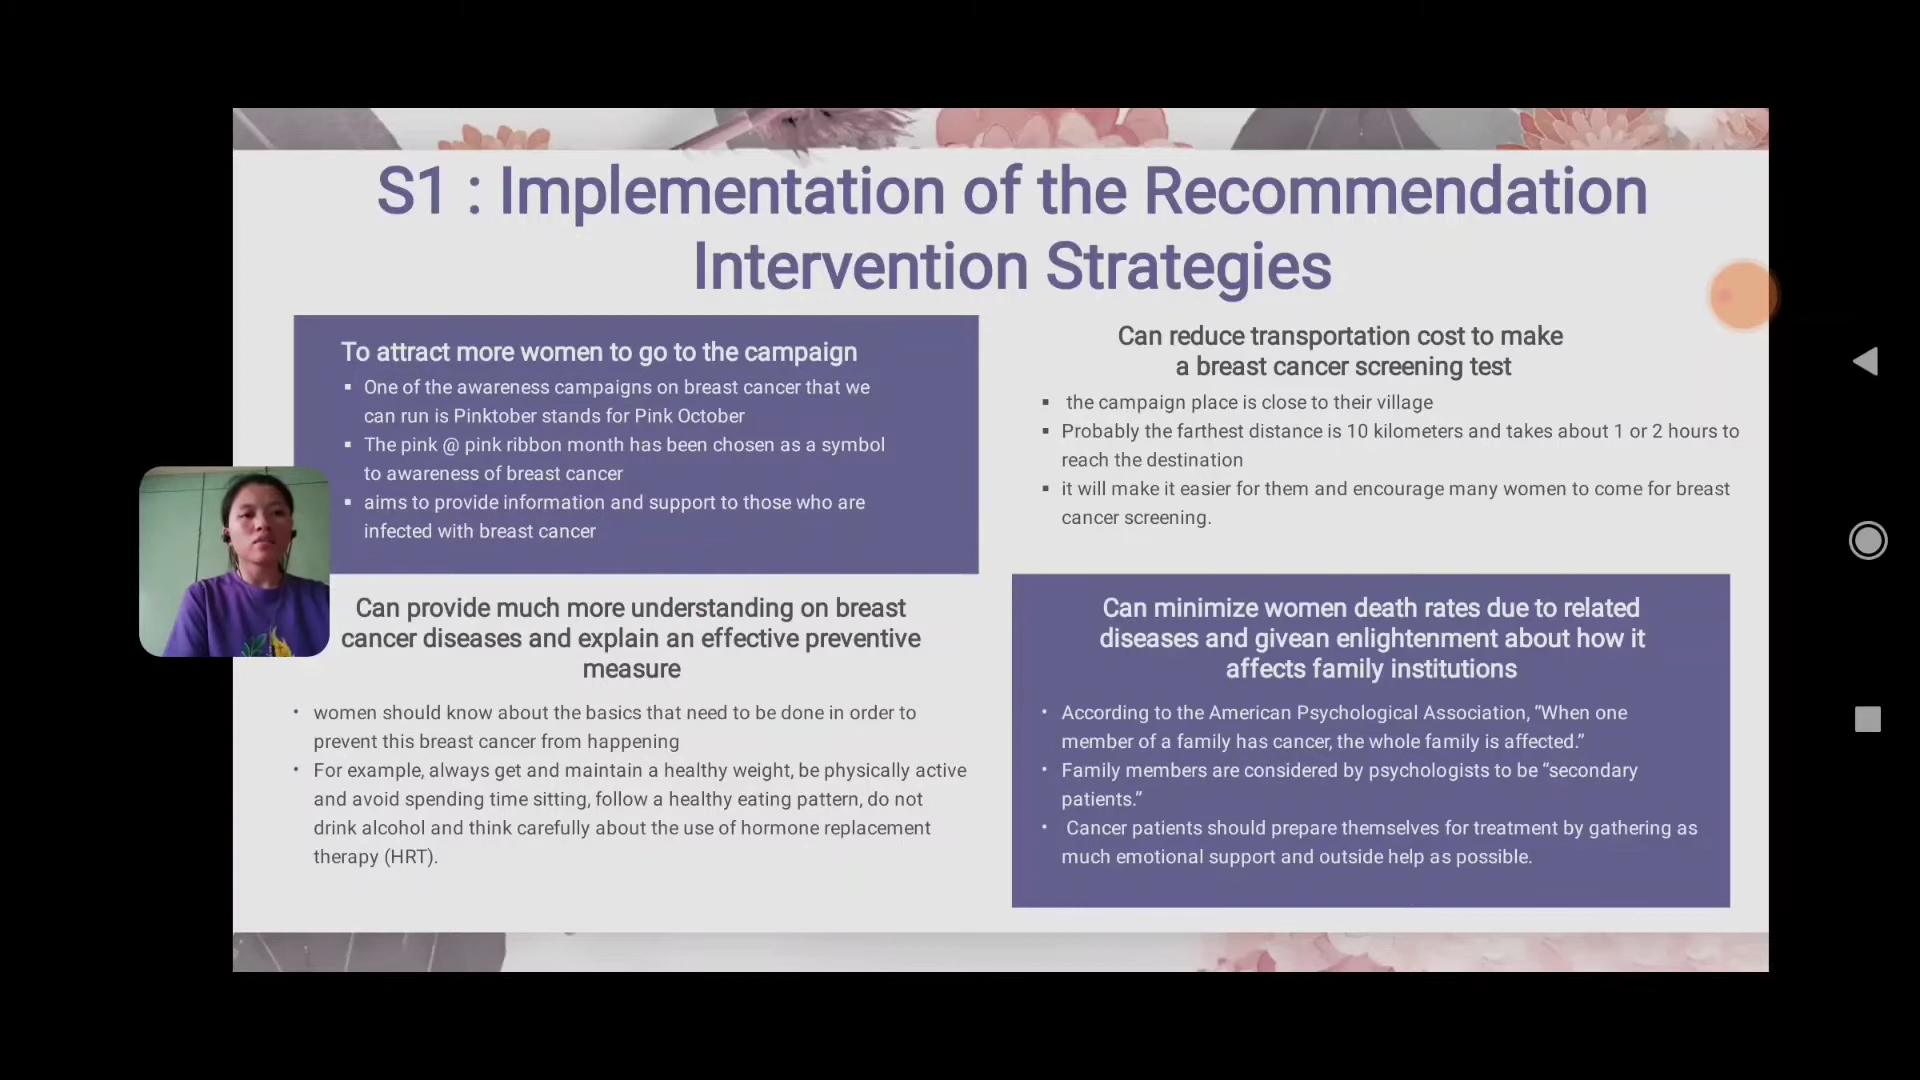 S1 : Implementation of the Recommendation
Intervention Strategies
To attract more women to go to the campaign
▪ One of the awareness campaigns on breast cancer that we
can run is Pinktober stands for Pink October
▪ The pink @ pink ribbon month has been chosen as a symbol
to awareness of breast cancer
▪ aims to provide information and support to those who are
infected with breast cancer
Can reduce transportation cost to make
a breast cancer screening test
▪ the campaign place is close to their village
▪ Probably the farthest distance is 10 kilometers and takes about 1 or 2 hours to
reach the destination
▪ it will make it easier for them and encourage many women to come for breast
cancer screening.
Can provide much more understanding on breast
cancer diseases and explain an effective preventive
measure
• women should know about the basics that need to be done in order to
prevent this breast cancer from happening
• For example, always get and maintain a healthy weight, be physically active
and avoid spending time sitting, follow a healthy eating pattern, do not
drink alcohol and think carefully about the use of hormone replacement
therapy (HRT).
Can minimize women death rates due to related
diseases and givean enlightenment about how it
affects family institutions
• According to the American Psychological Association, “When one
member of a family has cancer, the whole family is affected.”
• Family members are considered by psychologists to be “secondary
patients.”
• Cancer patients should prepare themselves for treatment by gathering as
much emotional support and outside help as possible.